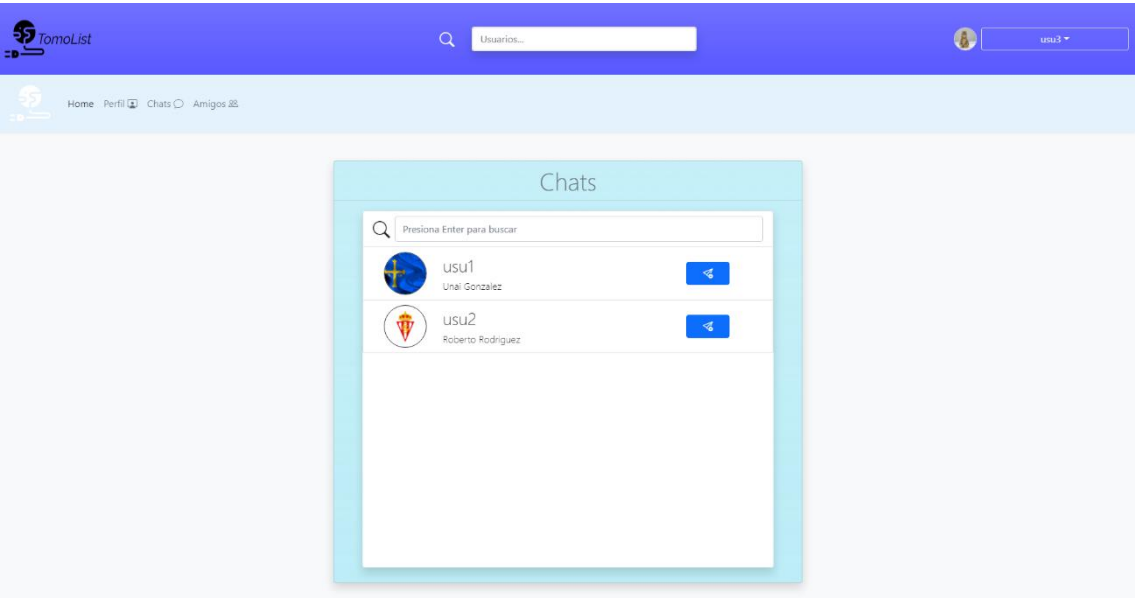 TomoList
Usuarios...
usu3
Home Perfil Chats Amigos
Chats
Presiona Enter para buscar
usu1
Unai Gonzalez
usu2
Roberto Rodriguez